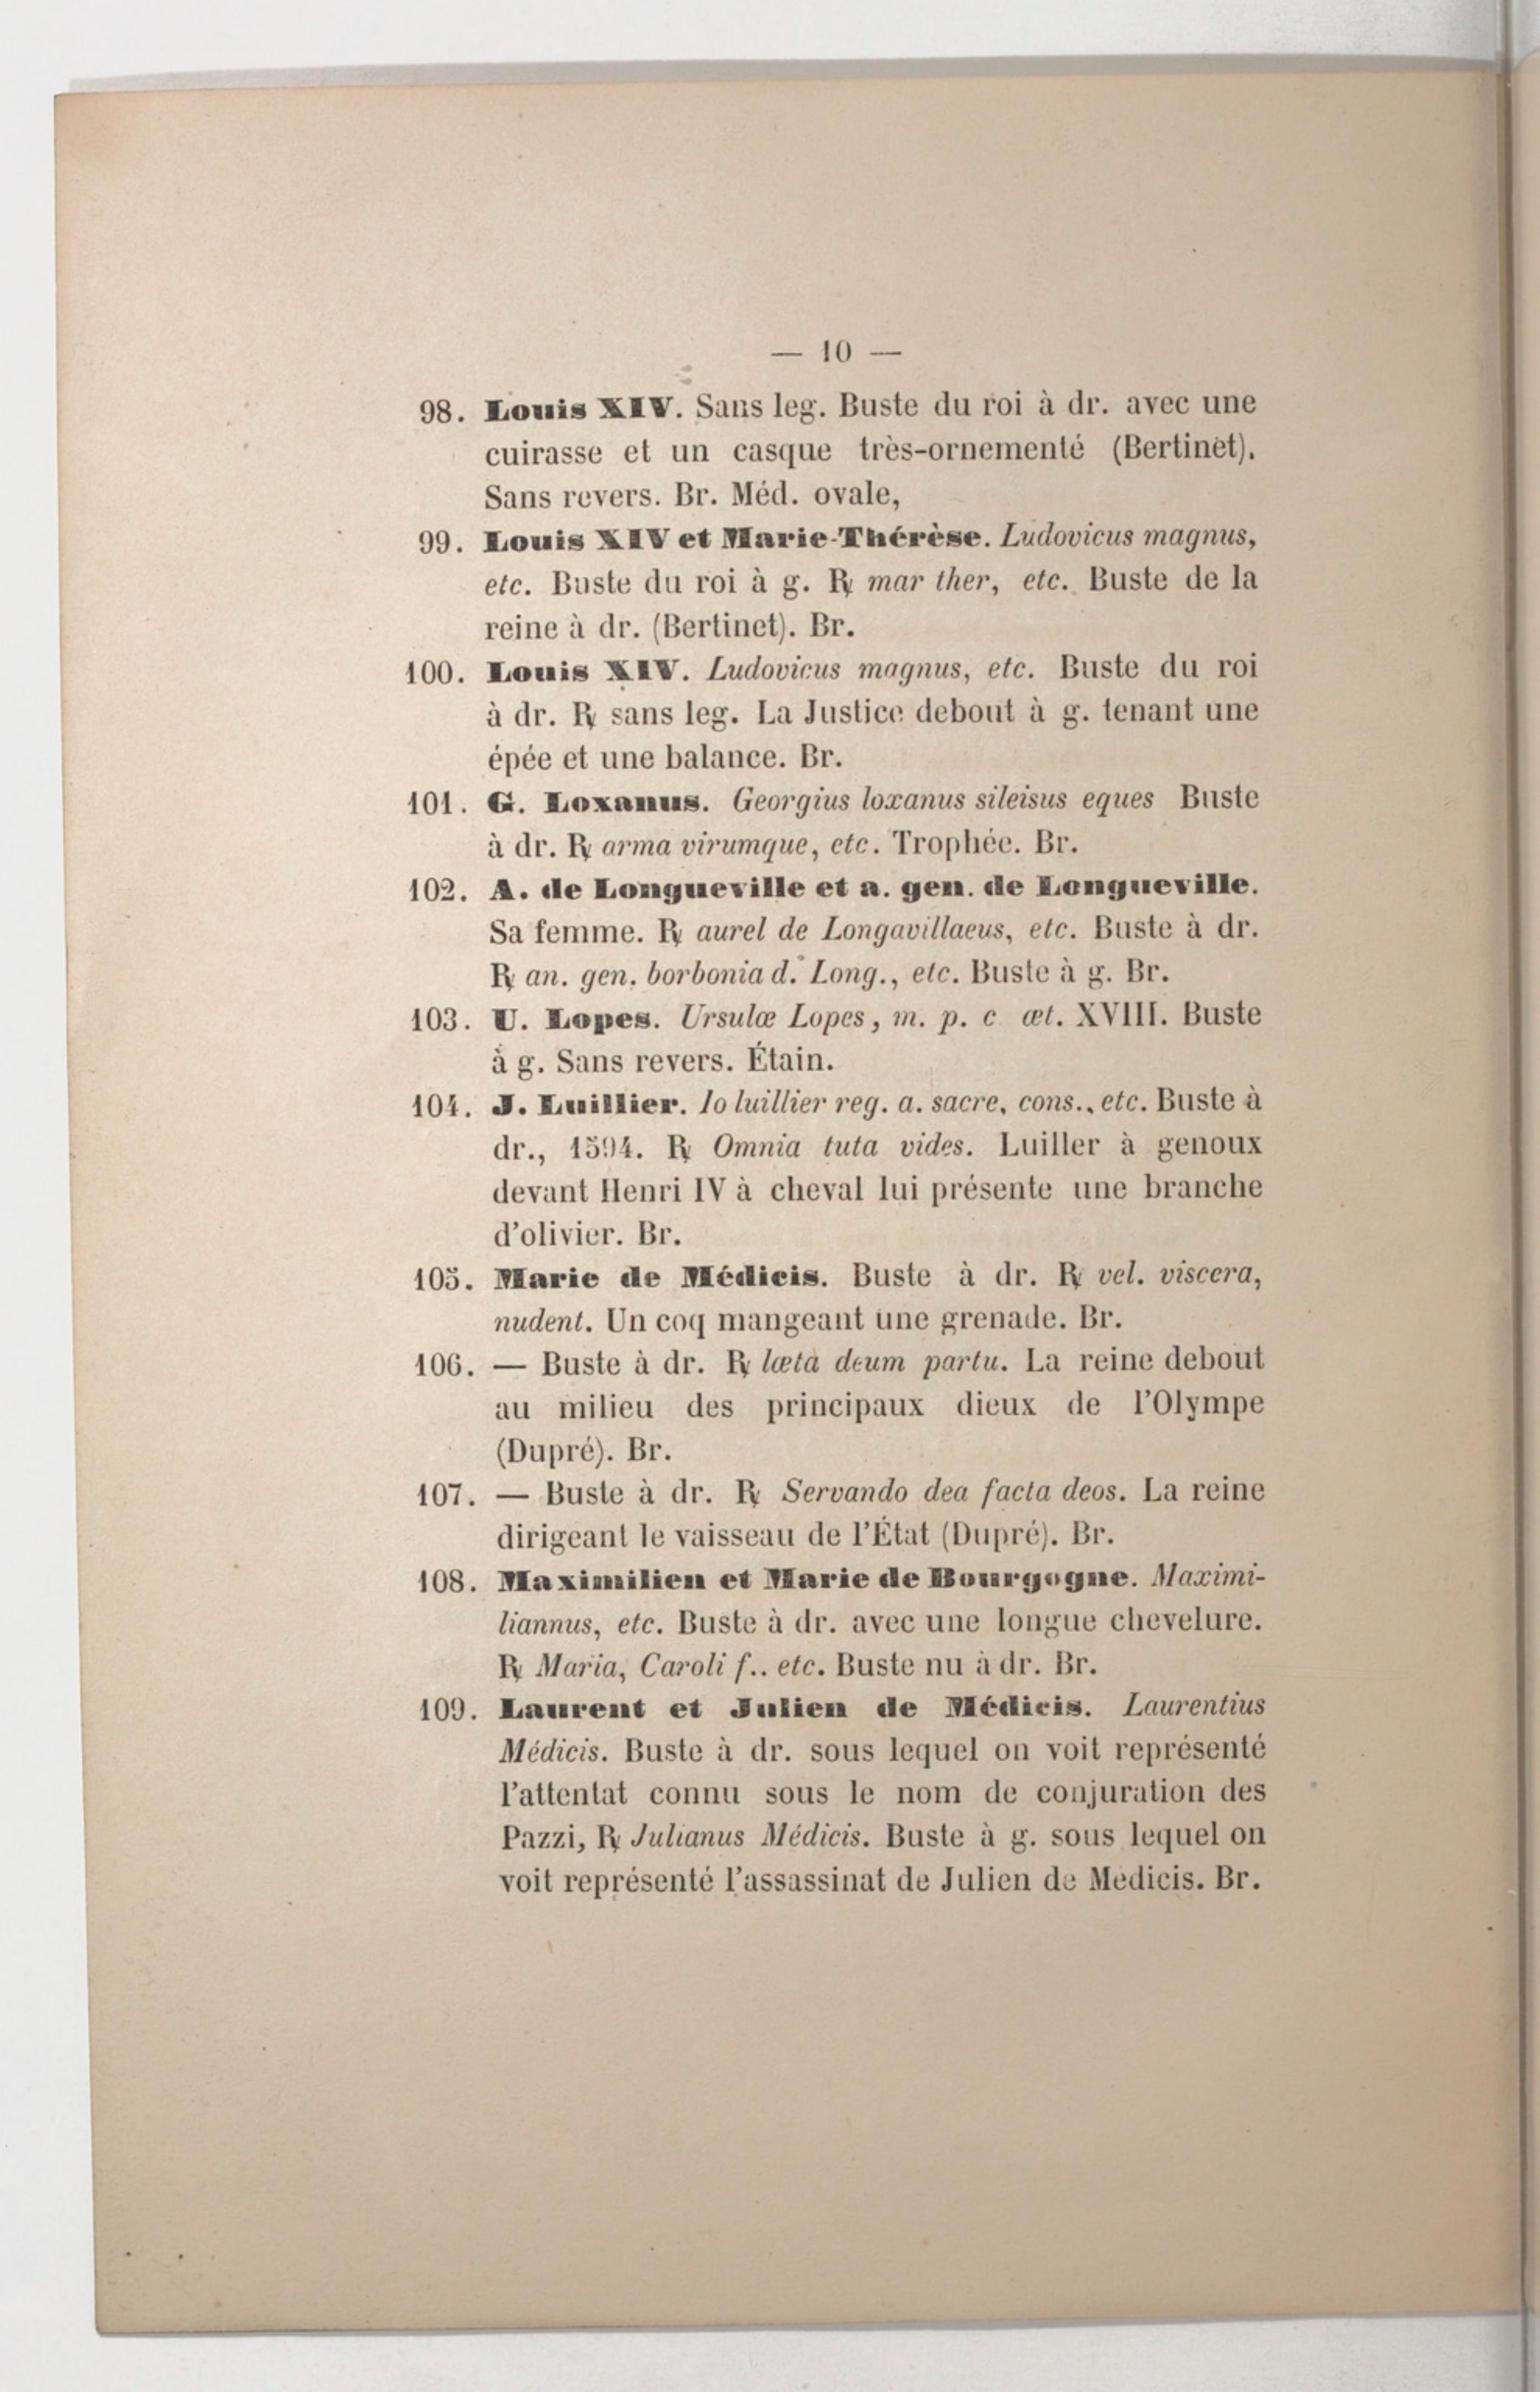 — 10 —
98. Louis XIV. Sans leg. Buste du roi à dr. avec une
cuirasse et un casque très-ornementé (Bertinet).
Sans revers. Br. Méd. ovale,
99. Louis XIV et Marie-Thérèse. Ludovicus magnus,
etc. Buste du roi à g. ℟ mar ther, etc. Buste de la
reine à dr. (Bertinet). Br.
100. Louis XIV. Ludovicus magnus, etc. Buste du roi
à dr. ℟ sans leg. La Justice debout à g. tenant une
épée et une balance. Br.
101. G. Loxanus. Georgius loxanus sileisus eques Buste
à dr. ℟ arma virumque, etc. Trophée. Br.
102. A. de Longueville et a. gen. de Longueville.
Sa femme. ℟ aurel de Longavillaeus, etc. Buste à dr.
℟ an. gen. borbonia d. Long., etc. Buste à g. Br.
103. U. Lopes. Ursulæ Lopes, m. p. c æt. XVIII. Buste
à g. Sans revers. Étain.
104. J. Luillier. Io luillier reg. a. sacre, cons., etc. Buste à
dr., 1594. ℟ Omnia tuta vides. Luiller à genoux
devant Henri IV à cheval lui présente une branche
d'olivier. Br.
105. Marie de Médicis. Buste à dr. ℟ vel. viscera,
nudent. Un coq mangeant une grenade. Br.
106. — Buste à dr. ℟ læta deum partu. La reine debout
au milieu des principaux dieux de l'Olympe
(Dupré). Br.
107. — Buste à dr. ℟ Servando dea facta deos. La reine
dirigeant le vaisseau de l'État (Dupré). Br.
108. Maximilien et Marie de Bourgogne. Maximi-
liannus, etc. Buste à dr. avec une longue chevelure.
℟ Maria, Caroli f.. etc. Buste nu à dr. Br.
109. Laurent et Julien de Médicis. Laurentius
Médicis. Buste à dr. sous lequel on voit représenté
l'attentat connu sous le nom de conjuration des
Pazzi, ℟ Julianus Médicis. Buste à g. sous lequel on
voit représenté l'assassinat de Julien de Medicis. Br.